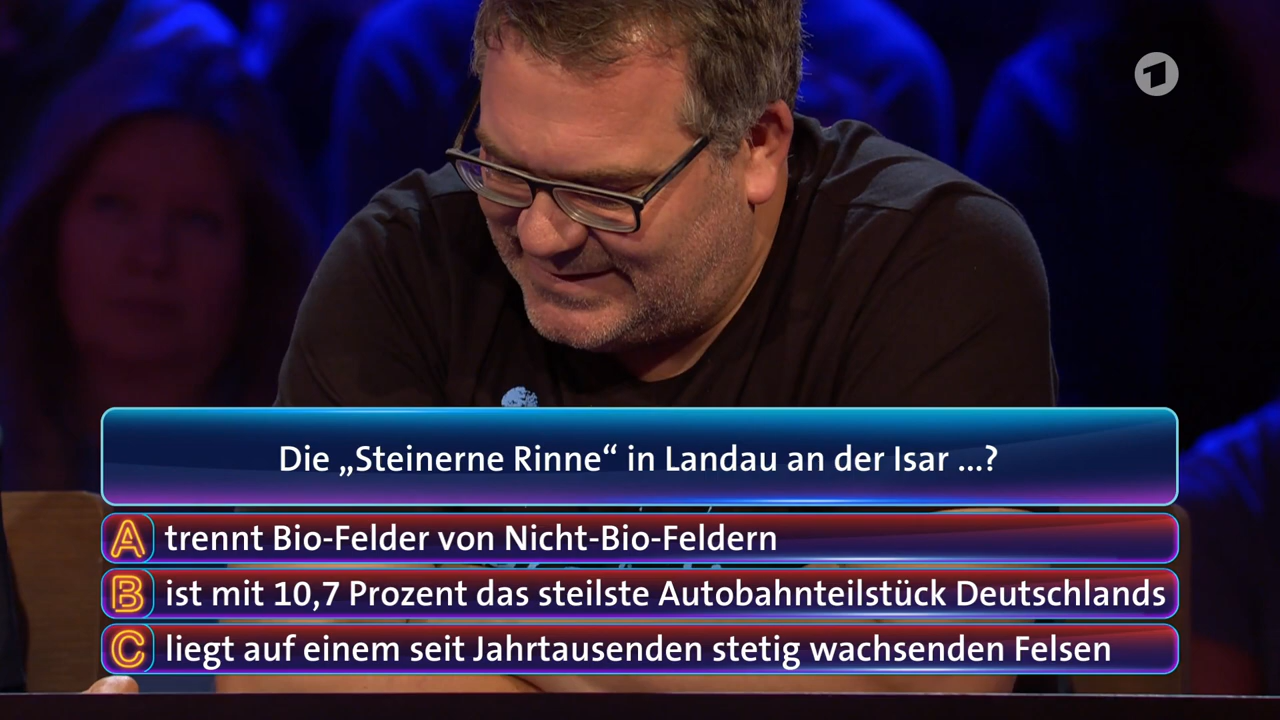 Die „Steinerne Rinne“ in Landau an der Isar ...?
A trennt Bio-Felder von Nicht-Bio-Feldern
B ist mit 10,7 Prozent das steilste Autobahnteilstück Deutschlands
C liegt auf einem seit Jahrtausenden stetig wachsenden Felsen